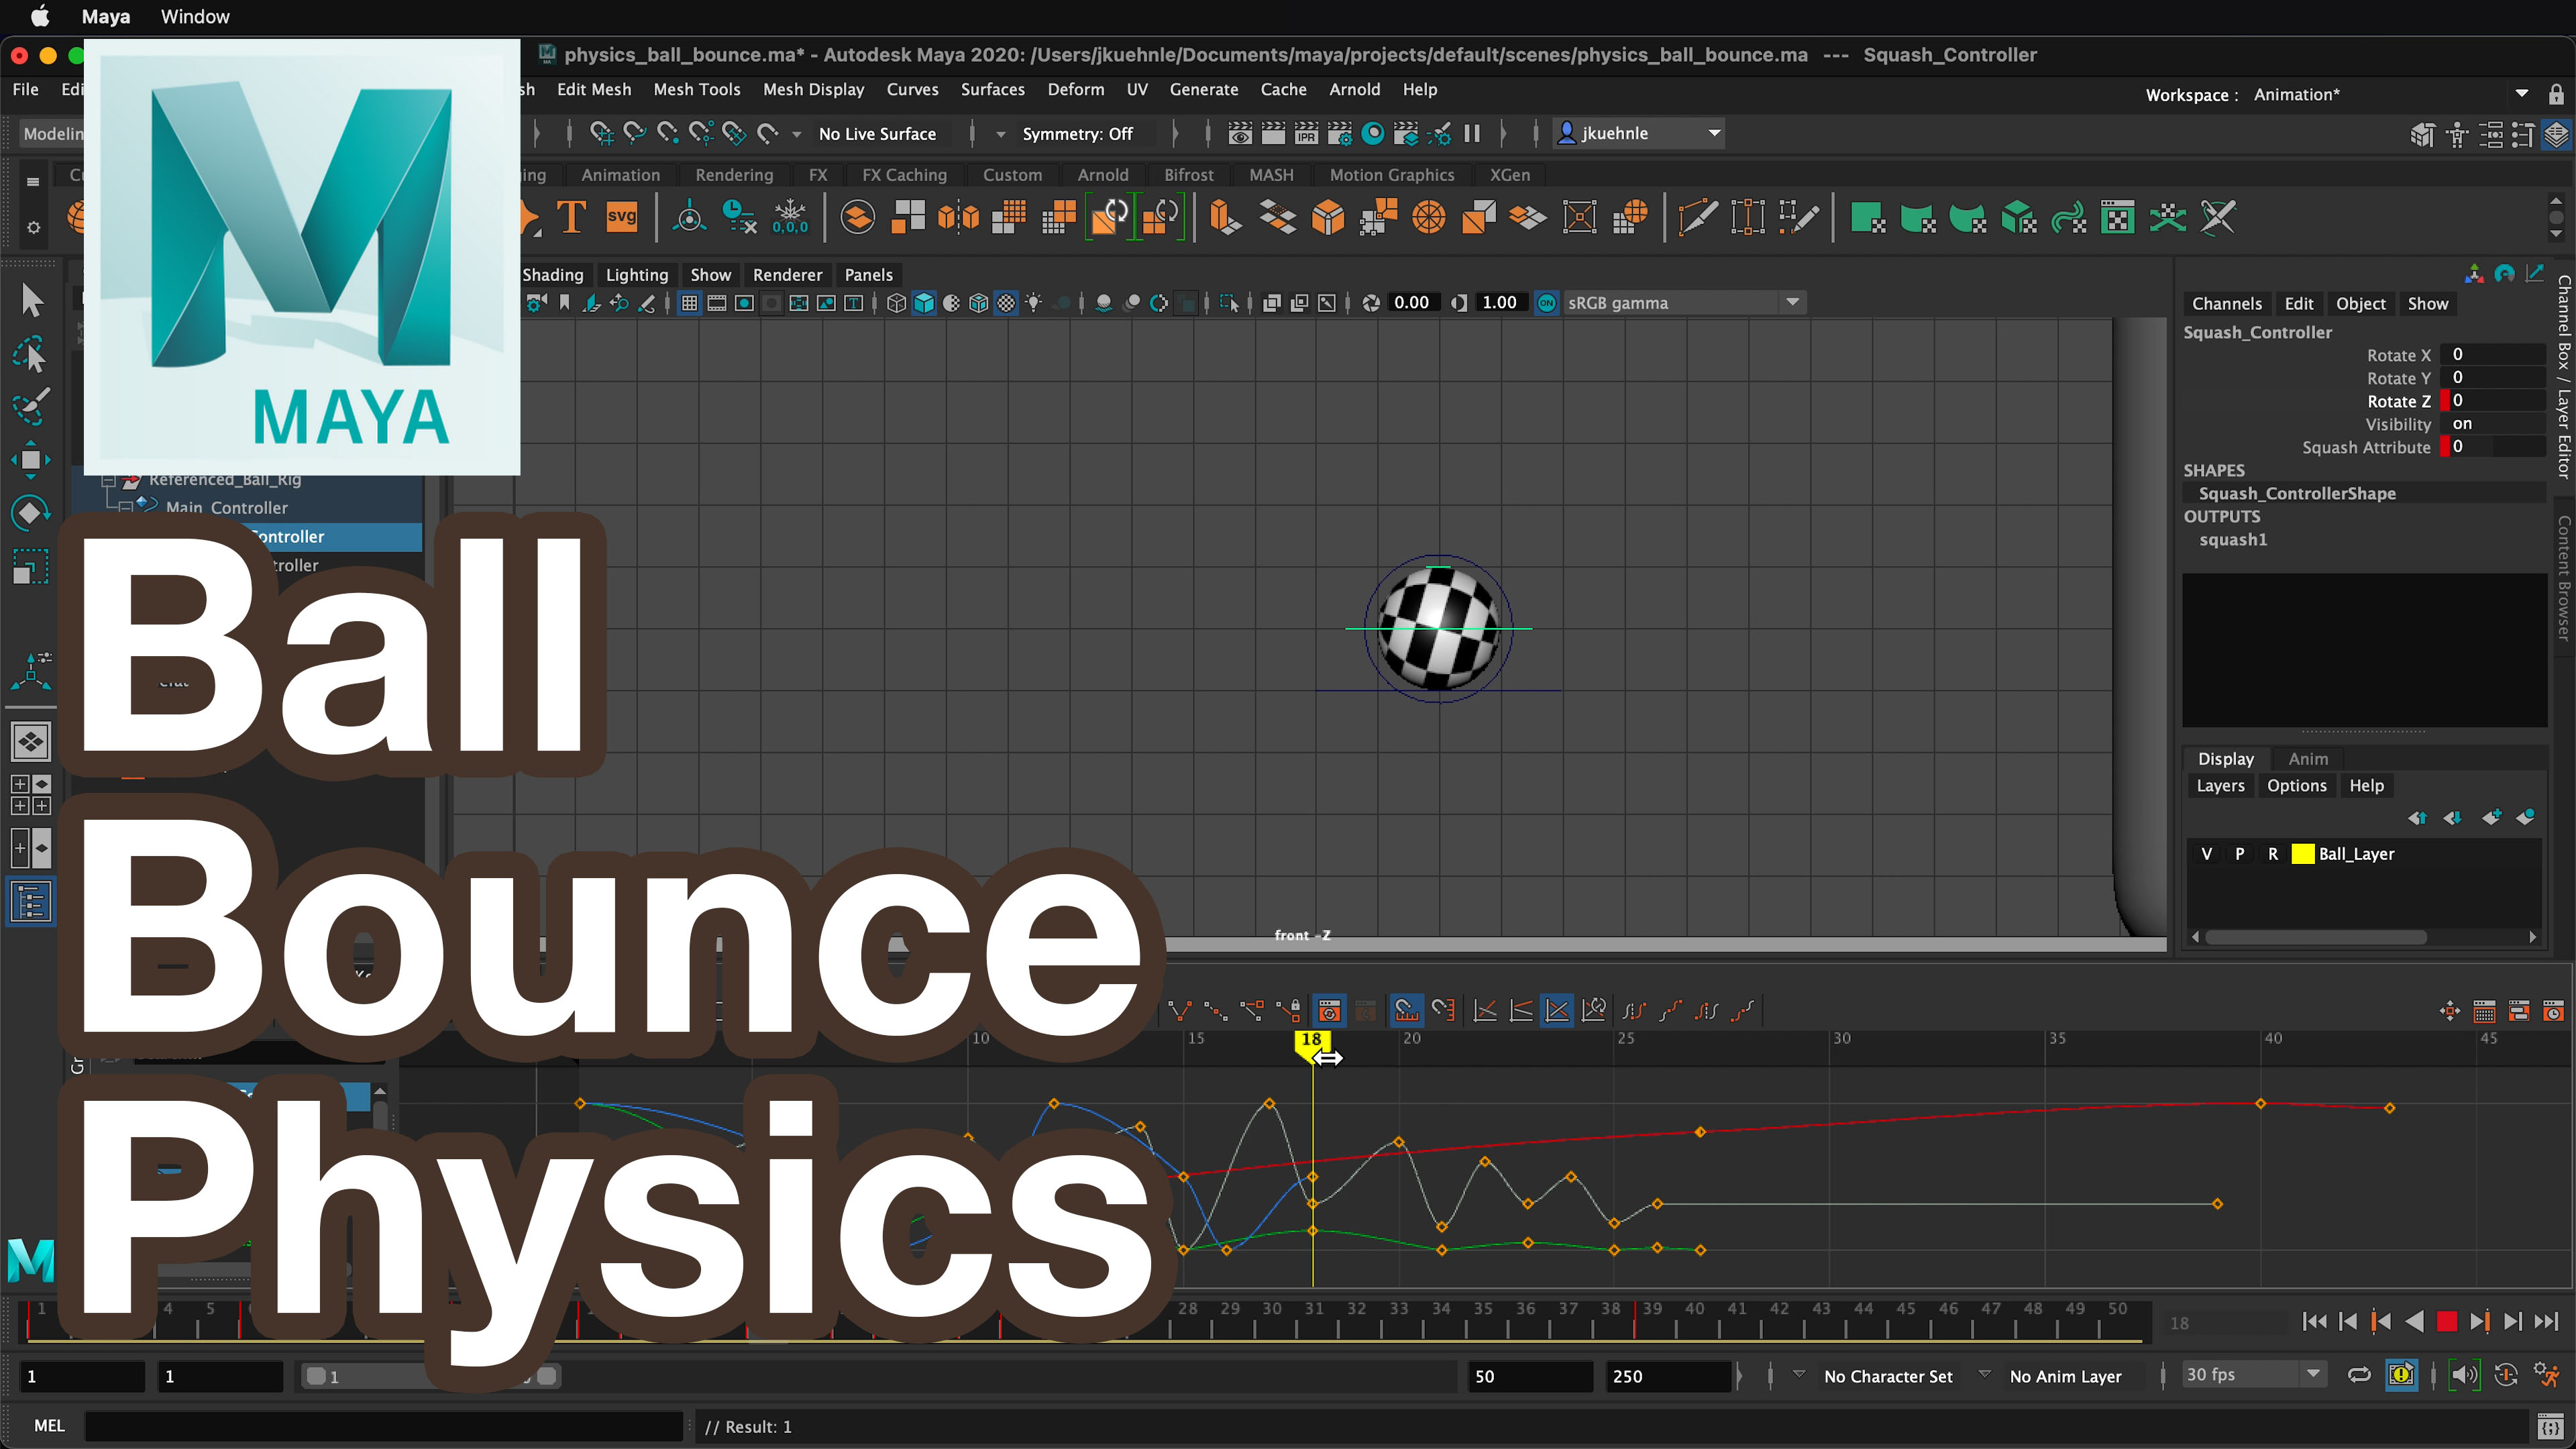 Maya Window
physics_ball_bounce.ma* - Autodesk Maya 2020: /Users/jkuehnle/Documents/maya/projects/default/scenes/physics_ball_bounce.ma --- Squash_Controller
File Edit Mesh Mesh Tools Mesh Display Curves Surfaces Deform UV Generate Cache Arnold Help
Workspace : Animation*
No Live Surface Symmetry: Off IPR jkuehnle
Animation Rendering FX FX Caching Custom Arnold Bifrost MASH Motion Graphics XGen
T svg 0,0,0
MAYA
Shading Lighting Show Renderer Panels
0.00 1.00 ON sRGB gamma
Channels Edit Object Show
Squash_Controller
Rotate X 0
Rotate Y 0
Rotate Z 0
Visibility on
Squash Attribute 0
SHAPES
Squash_ControllerShape
OUTPUTS
squash1
Channel Box / Layer Editor
Content Browser
Referenced_Ball_Rig
Main_Controller
Controller
Ball
Bounce
Physics
front -Z
Display Anim
Layers Options Help
V P R Ball_Layer
10 15 18 20 25 30 35 40 45
1 4 5 28 29 30 31 32 33 34 35 36 37 38 39 40 41 42 43 44 45 46 47 48 49 50 18
1 1 1 50 250 No Character Set No Anim Layer 30 fps
MEL // Result: 1